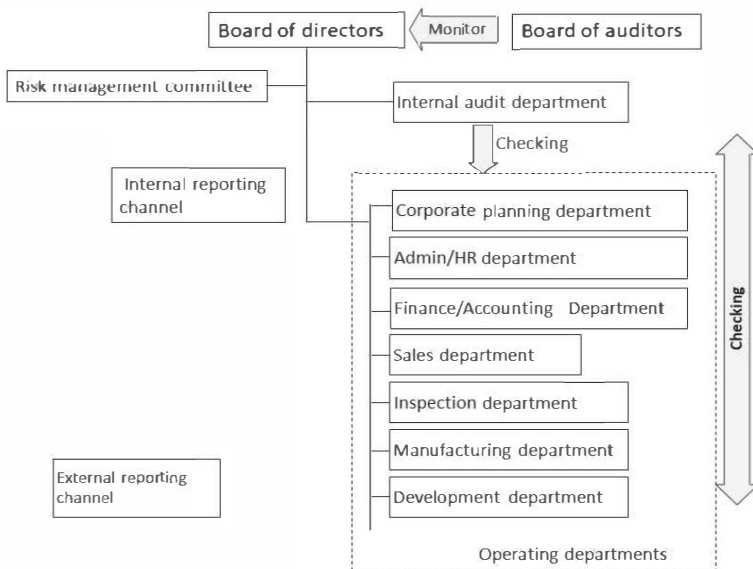 Board of directors
Monitor
Board of auditors
Risk management committee
Internal audit department
Checking
Internal reporting
channel
Corporate planning department
Admin/HR department
Finance/Accounting Department
Sales department
Checking
Inspection department
Manufacturing department
External reporting
channel
Development department
Operating departments